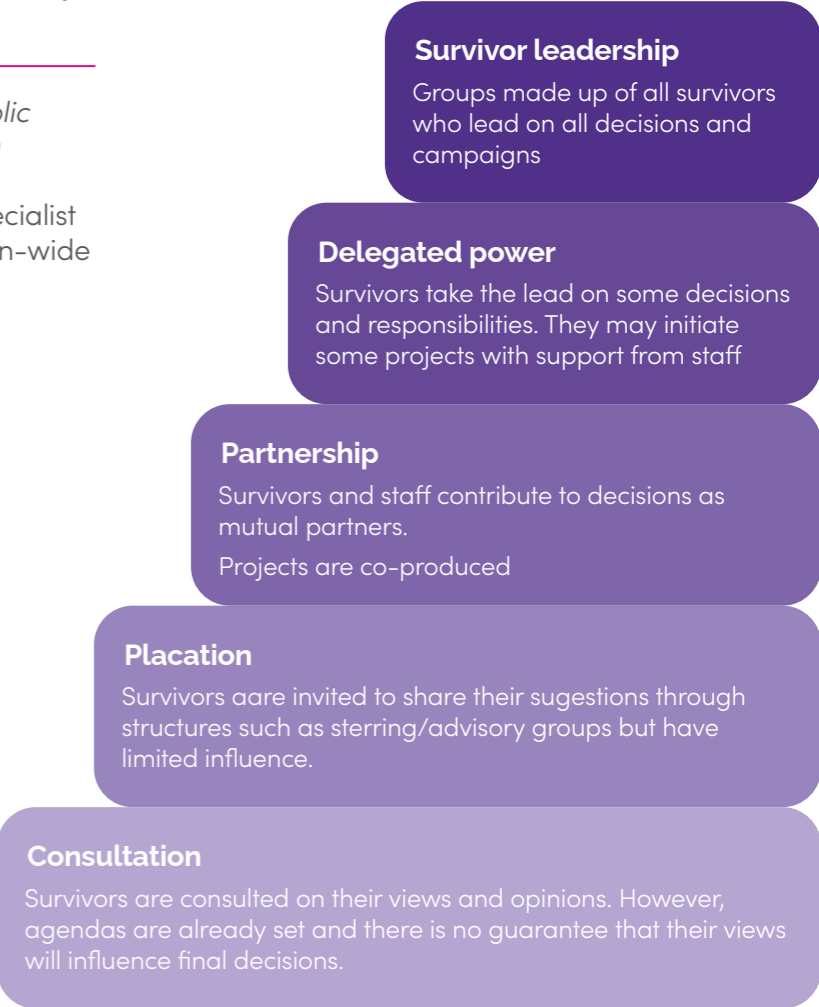 Survivor leadership
Groups made up of all survivors
who lead on all decisions and
campaigns
Delegated power
Survivors take the lead on some decisions
and responsibilities. They may initiate
some projects with support from staff
Partnership
Survivors and staff contribute to decisions as
mutual partners.
Projects are co-produced
Placation
Survivors aare invited to share their sugestions through
structures such as sterring/advisory groups but have
limited influence.
Consultation
Survivors are consulted on their views and opinions. However,
agendas are already set and there is no guarantee that their views
will influence final decisions.